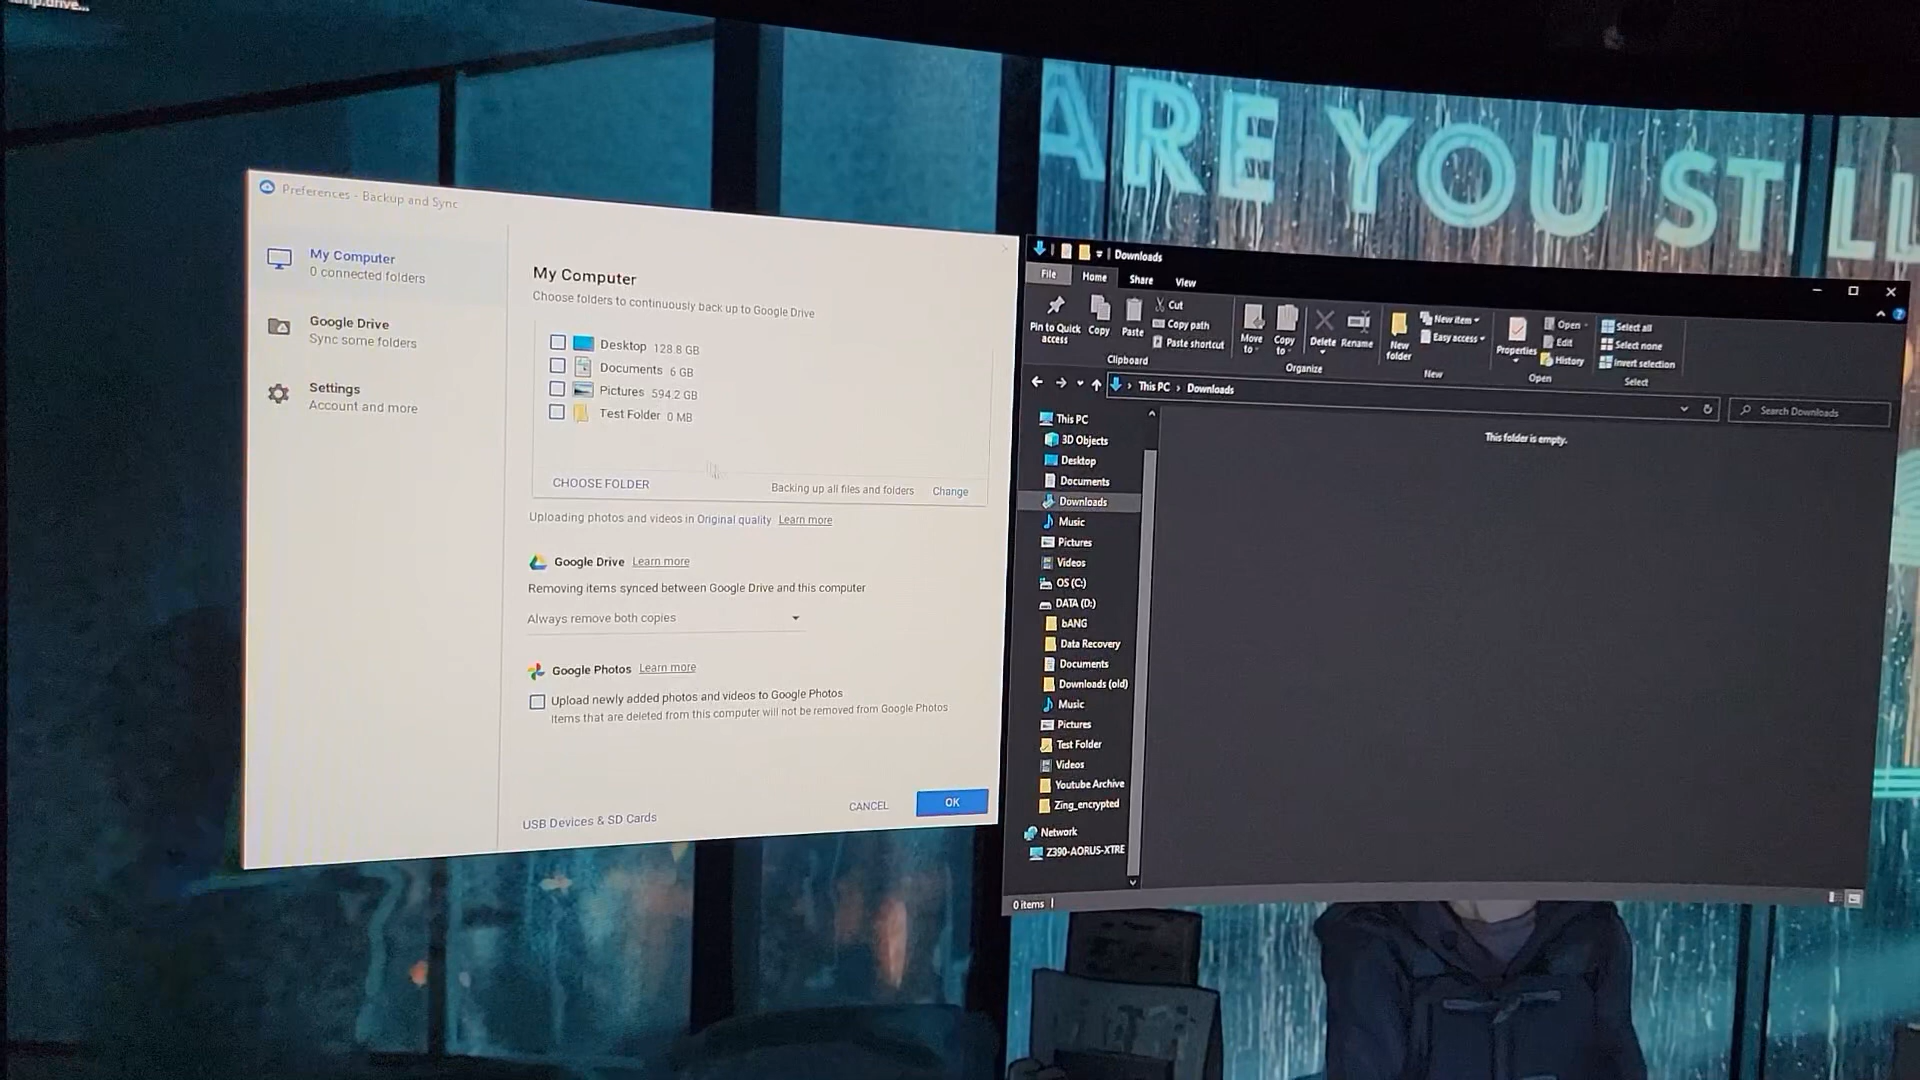 ARE YOU STILL
Preferences - Backup and Sync
My Computer
0 connected folders
Google Drive
Sync some folders
Settings
Account and more
My Computer
Choose folders to continuously back up to Google Drive
Desktop 128.8 GB
Documents 6 GB
Pictures 594.2 GB
Test Folder 0 MB
CHOOSE FOLDER
Backing up all files and folders Change
Uploading photos and videos in Original quality Learn more
Google Drive Learn more
Removing items synced between Google Drive and this computer
Always remove both copies
Google Photos Learn more
Upload newly added photos and videos to Google Photos
Items that are deleted from this computer will not be removed from Google Photos
USB Devices & SD Cards
CANCEL
OK
Downloads
File Home Share View
Pin to Quick access
Copy
Paste
Cut
Copy path
Paste shortcut
Clipboard
Move to
Copy to
Delete
Rename
Organize
New folder
New item
Easy access
New
Properties
Open
Edit
History
Open
Select all
Select none
Invert selection
Select
This PC › Downloads
Search Downloads
This PC
3D Objects
Desktop
Documents
Downloads
Music
Pictures
Videos
OS (C:)
DATA (D:)
bANG
Data Recovery
Documents
Downloads (old)
Music
Pictures
Test Folder
Videos
Youtube Archive
Zing_encrypted
Network
Z390-AORUS-XTRE
This folder is empty.
0 items